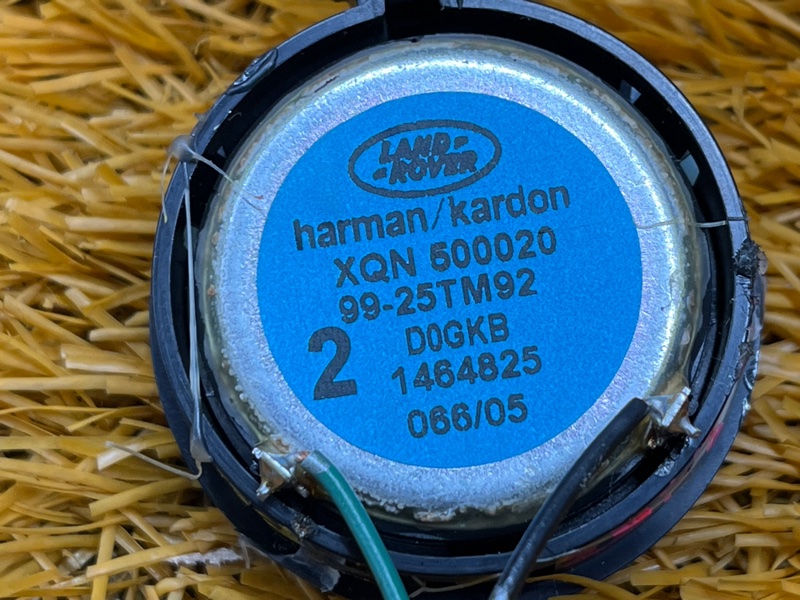 LAND-
-ROVER
harman/kardon
XQN 500020
99-25TM92
D0GKB
2
1464825
066/05